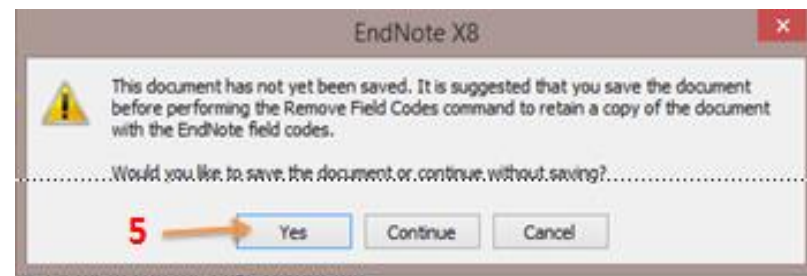 EndNote X8
This document has not yet been saved. It is suggested that you save the document
before performing the Remove Field Codes command to retain a copy of the document
with the EndNote field codes.
Would you like to save the document or continue without saving?
5 Yes Continue Cancel